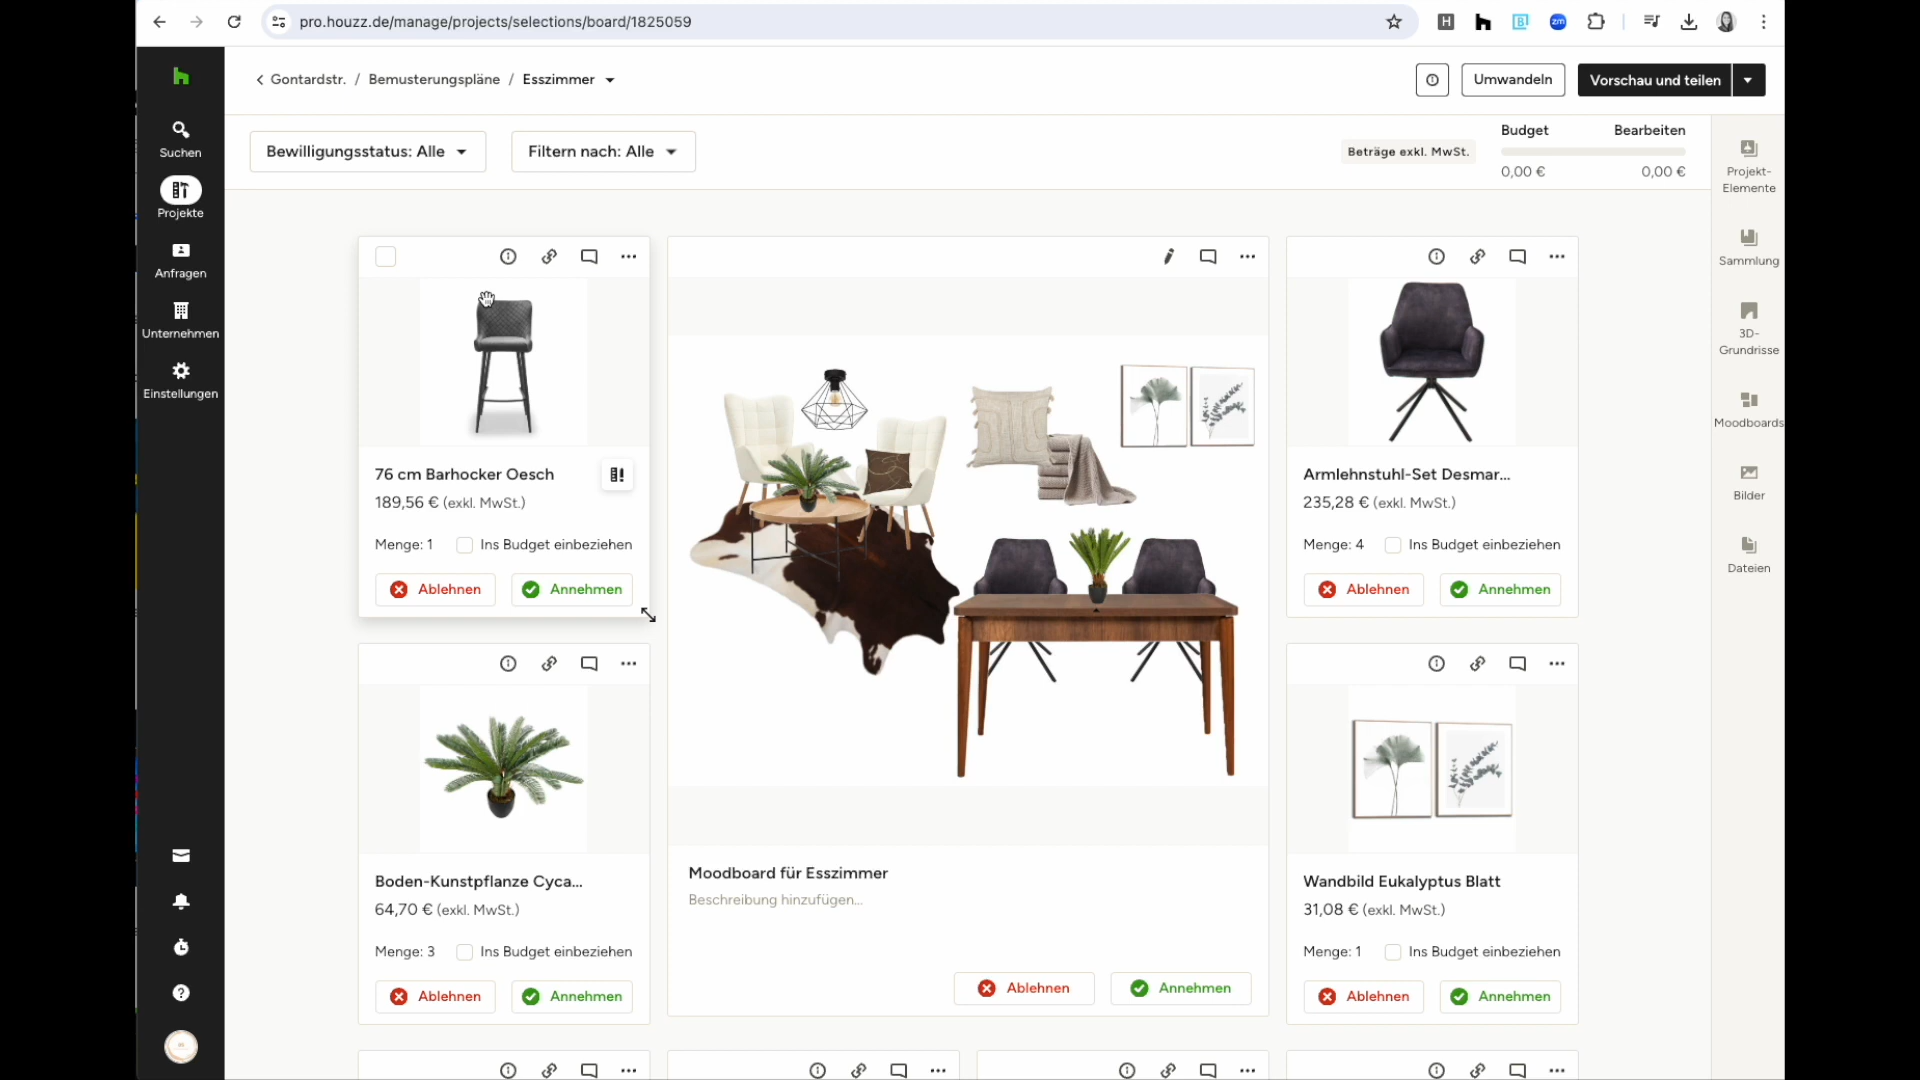 pro.houzz.de/manage/projects/selections/board/1825059
Gontardstr. / Bemusterungspläne / Esszimmer
Umwandeln
Vorschau und teilen
Suchen
Projekte
Anfragen
Unternehmen
Einstellungen
Bewilligungsstatus: Alle
Filtern nach: Alle
Beträge exkl. MwSt.
Budget
Bearbeiten
0,00 €
0,00 €
Projekt-
Elemente
Sammlung
3D-
Grundrisse
Moodboards
Bilder
Dateien
76 cm Barhocker Oesch
189,56 € (exkl. MwSt.)
Menge: 1
Ins Budget einbeziehen
Ablehnen
Annehmen
Armlehnstuhl-Set Desmar...
235,28 € (exkl. MwSt.)
Menge: 4
Ins Budget einbeziehen
Ablehnen
Annehmen
Boden-Kunstpflanze Cyca...
64,70 € (exkl. MwSt.)
Menge: 3
Ins Budget einbeziehen
Ablehnen
Annehmen
Moodboard für Esszimmer
Beschreibung hinzufügen...
Ablehnen
Annehmen
Wandbild Eukalyptus Blatt
31,08 € (exkl. MwSt.)
Menge: 1
Ins Budget einbeziehen
Ablehnen
Annehmen